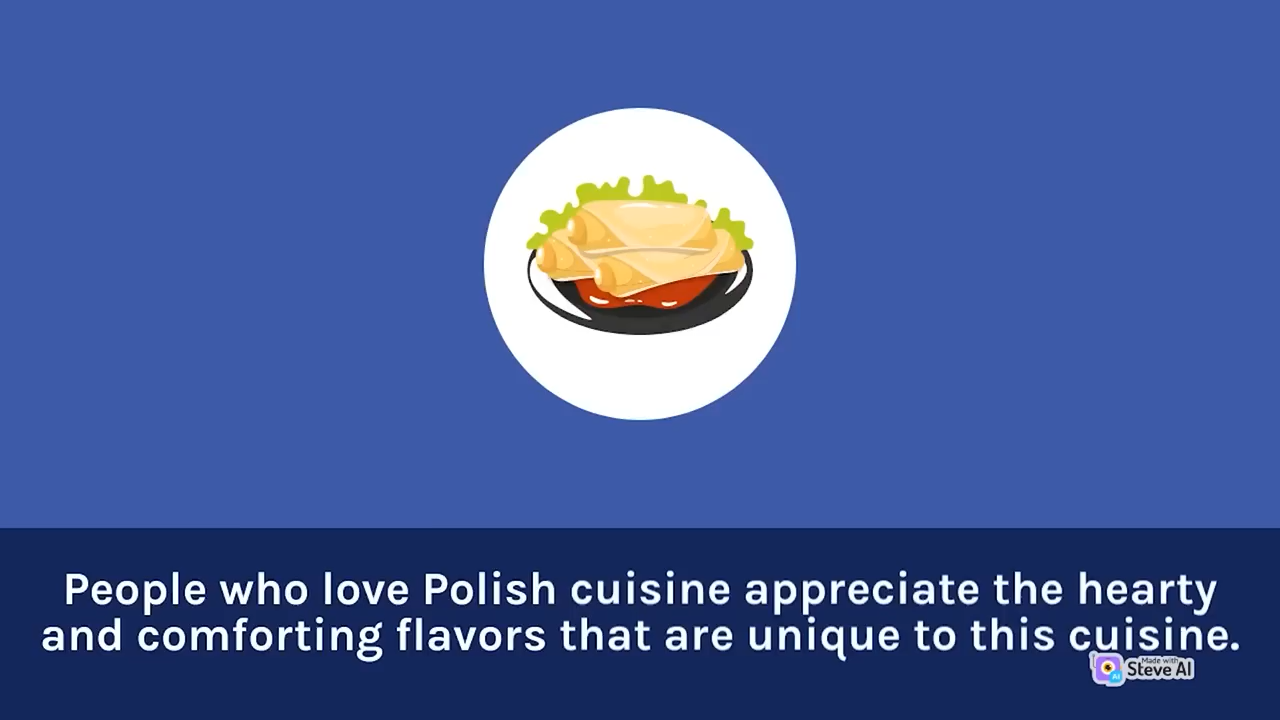 People who love Polish cuisine appreciate the hearty
and comforting flavors that are unique to this cuisine.
Made with
Steve AI
AI